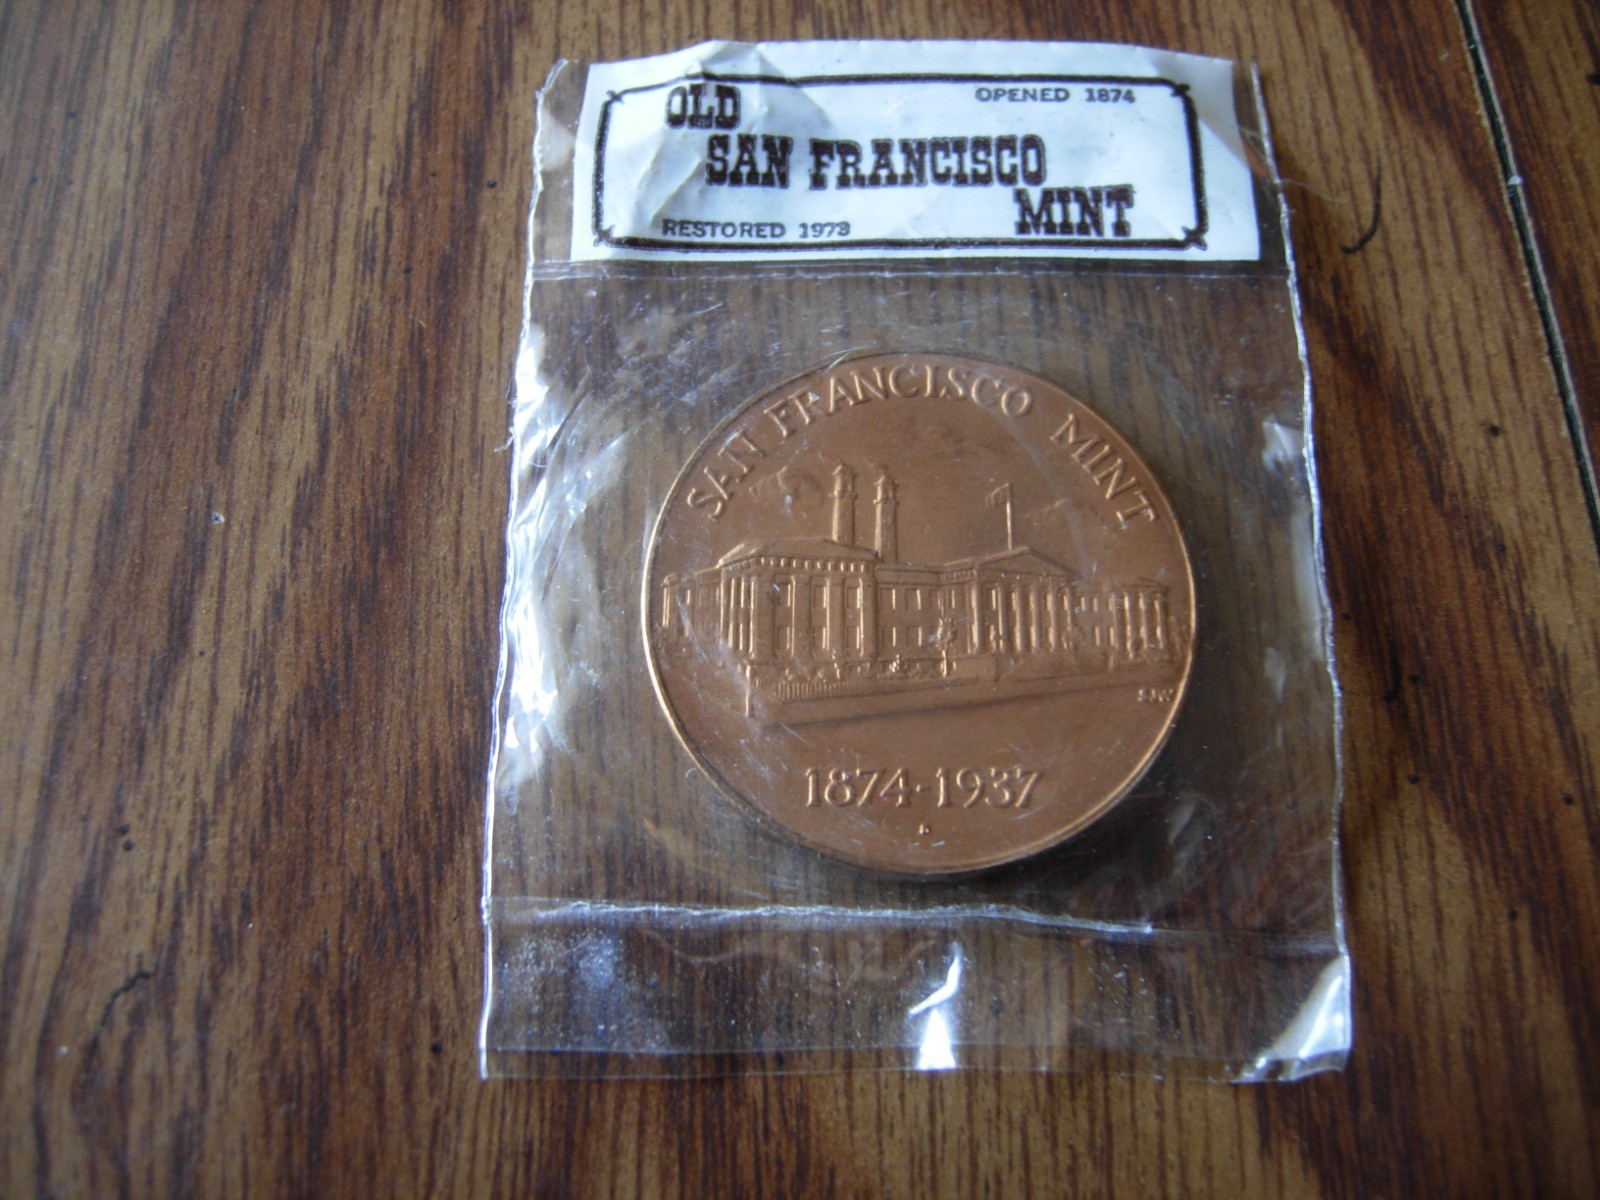 OLD
OPENED 1874
SAN FRANCISCO
MINT
RESTORED 1973
SAN FRANCISCO MINT
1874-1937